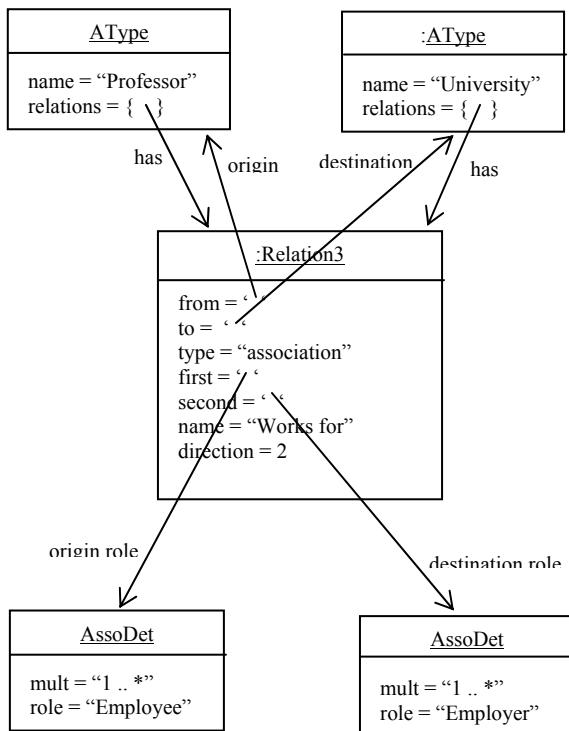 AType
name = “Professor”
relations = {    }
:AType
name = “University”
relations = {    }
has
origin
destination
has
:Relation3
from = ‘ ‘
to =  ‘ ‘
type = “association”
first = ‘ ‘
second = ‘ ‘
name = “Works for”
direction = 2
origin role
destination role
AssoDet
mult = “1 .. *”
role = “Employee”
AssoDet
mult = “1 .. *”
role = “Employer”